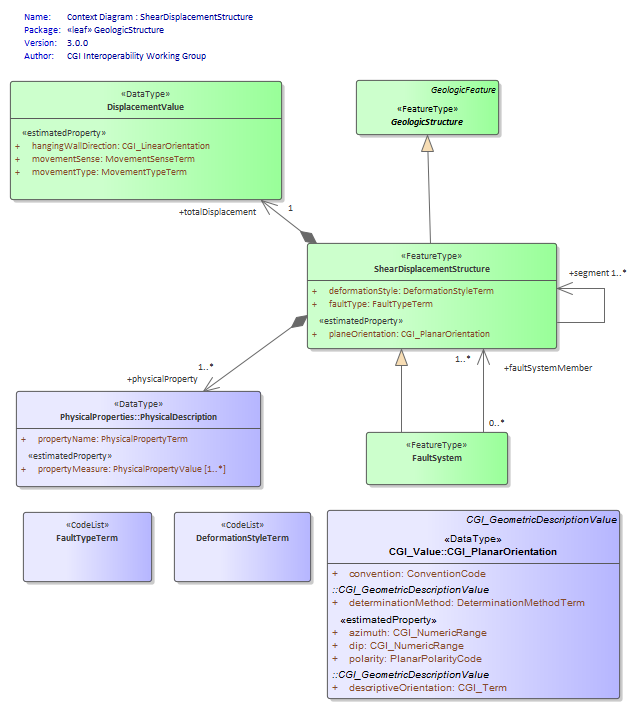 Name: Context Diagram : ShearDisplacementStructure
Package: «leaf» GeologicStructure
Version: 3.0.0
Author: CGI Interoperability Working Group
«DataType»
DisplacementValue
«estimatedProperty»
+ hangingWallDirection: CGI_LinearOrientation
+ movementSense: MovementSenseTerm
+ movementType: MovementTypeTerm
GeologicFeature
«FeatureType»
GeologicStructure
+totalDisplacement
1
«FeatureType»
ShearDisplacementStructure
+ deformationStyle: DeformationStyleTerm
+ faultType: FaultTypeTerm
«estimatedProperty»
+ planeOrientation: CGI_PlanarOrientation
+segment 1..*
1..*
+physicalProperty
1..*
+faultSystemMember
0..*
«DataType»
PhysicalProperties::PhysicalDescription
+ propertyName: PhysicalPropertyTerm
«estimatedProperty»
+ propertyMeasure: PhysicalPropertyValue [1..*]
«FeatureType»
FaultSystem
«CodeList»
FaultTypeTerm
«CodeList»
DeformationStyleTerm
CGI_GeometricDescriptionValue
«DataType»
CGI_Value::CGI_PlanarOrientation
+ convention: ConventionCode
::CGI_GeometricDescriptionValue
+ determinationMethod: DeterminationMethodTerm
«estimatedProperty»
+ azimuth: CGI_NumericRange
+ dip: CGI_NumericRange
+ polarity: PlanarPolarityCode
::CGI_GeometricDescriptionValue
+ descriptiveOrientation: CGI_Term